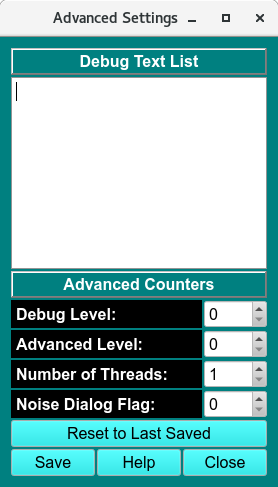 Advanced Settings
Debug Text List
Advanced Counters
Debug Level: 0
Advanced Level: 0
Number of Threads: 1
Noise Dialog Flag: 0
Reset to Last Saved
Save Help Close